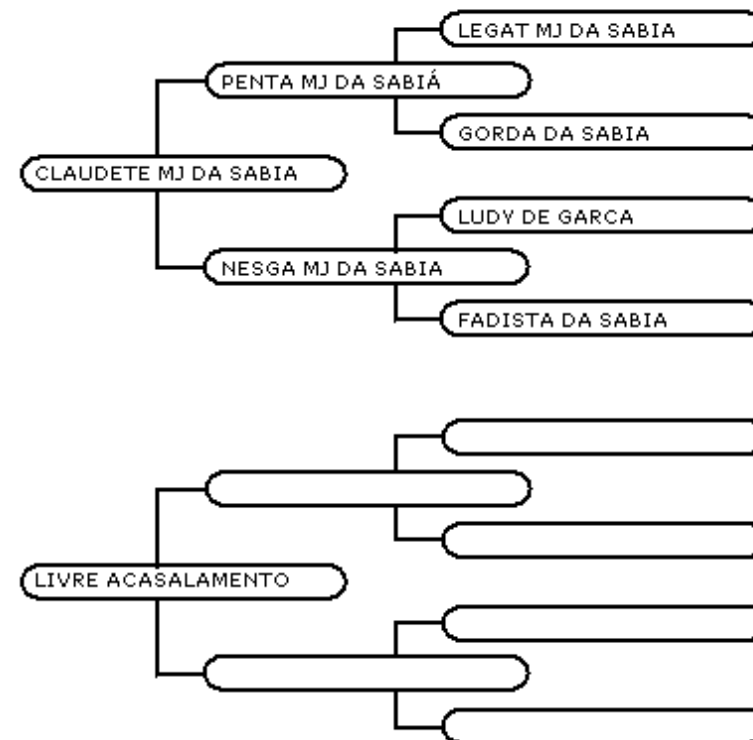 LEGAT MJ DA SABIA
PENTA MJ DA SABIÁ
GORDA DA SABIA
CLAUDETE MJ DA SABIA
LUDY DE GARCA
NESGA MJ DA SABIA
FADISTA DA SABIA
LIVRE ACASALAMENTO